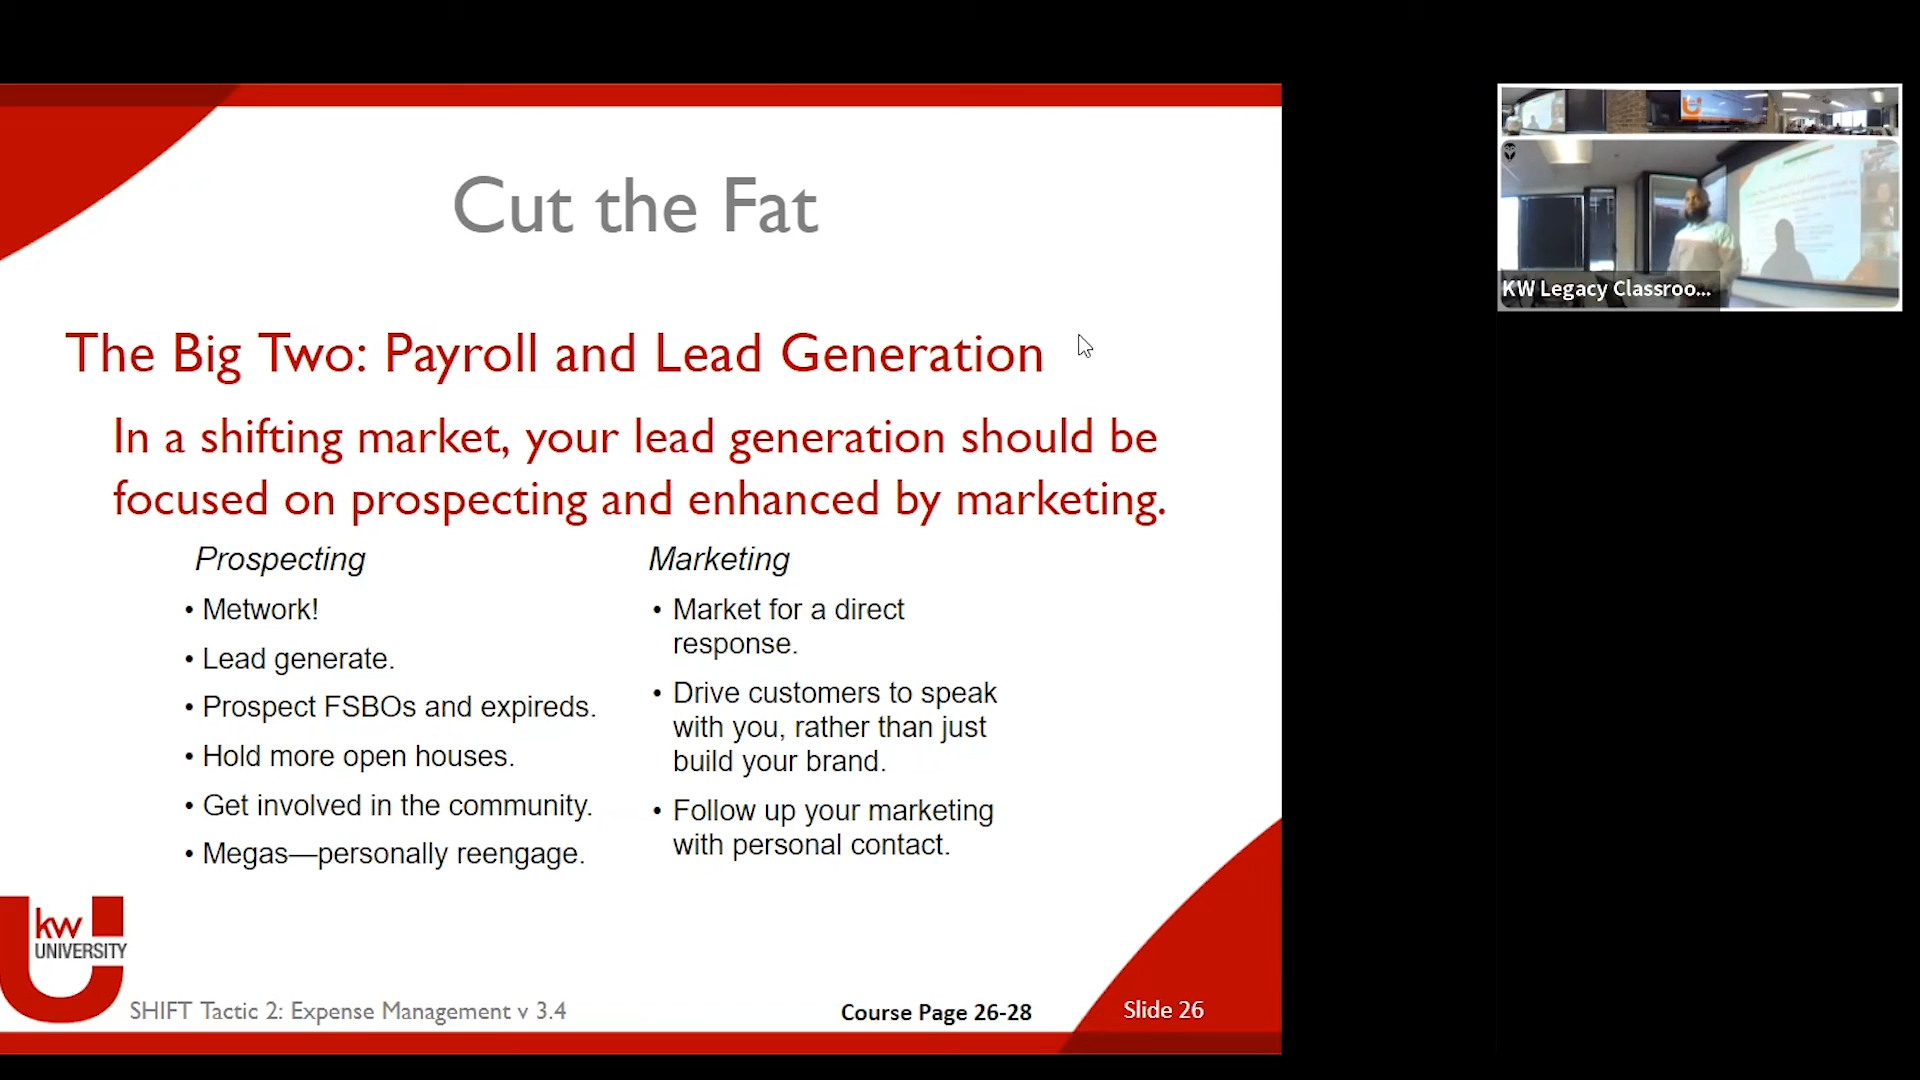 Cut the Fat
The Big Two: Payroll and Lead Generation
In a shifting market, your lead generation should be
focused on prospecting and enhanced by marketing.
Prospecting
• Metwork!
• Lead generate.
• Prospect FSBOs and expireds.
• Hold more open houses.
• Get involved in the community.
• Megas—personally reengage.
Marketing
• Market for a direct
response.
• Drive customers to speak
with you, rather than just
build your brand.
• Follow up your marketing
with personal contact.
kw
UNIVERSITY
SHIFT Tactic 2: Expense Management v 3.4
Course Page 26-28
Slide 26
KW Legacy Classroo...